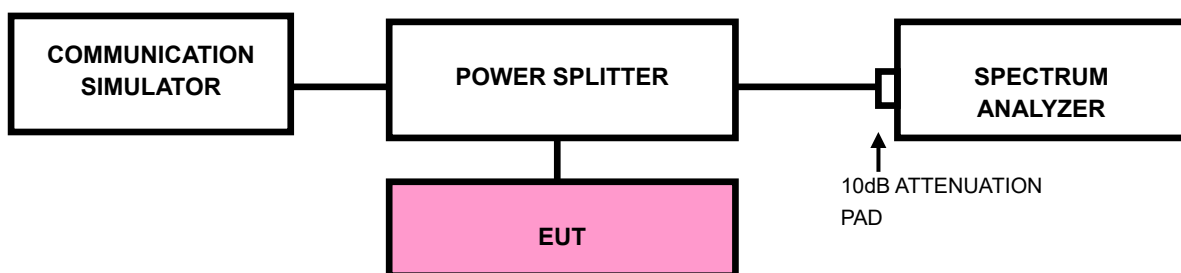 COMMUNICATION
SIMULATOR
POWER SPLITTER
SPECTRUM
ANALYZER
10dB ATTENUATION
PAD
EUT